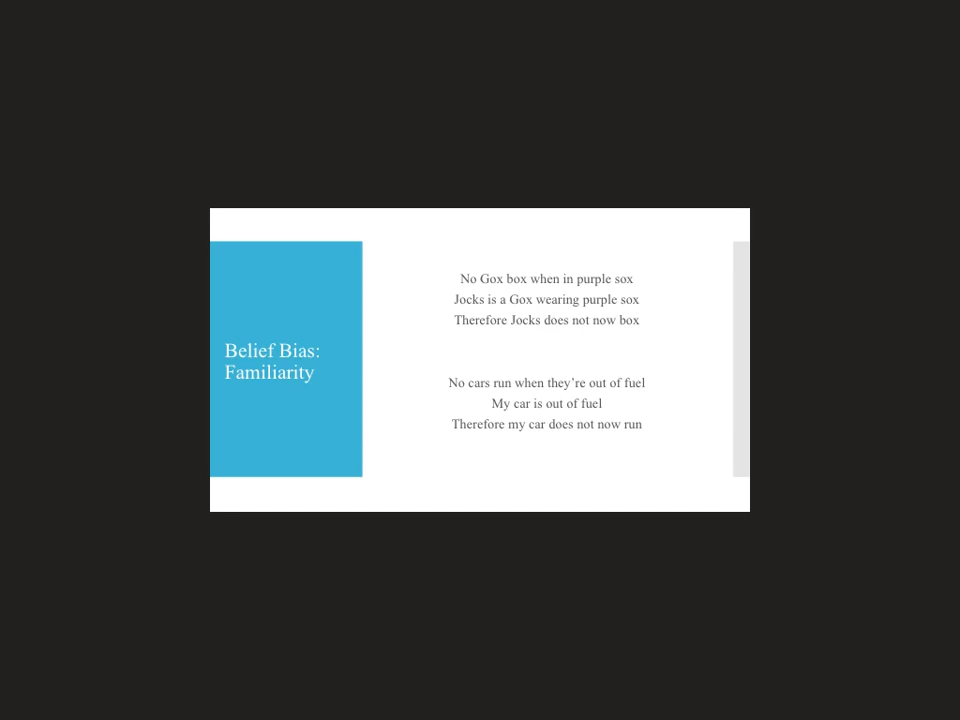 Belief Bias:
Familiarity
No Gox box when in purple sox
Jocks is a Gox wearing purple sox
Therefore Jocks does not now box
No cars run when they’re out of fuel
My car is out of fuel
Therefore my car does not now run